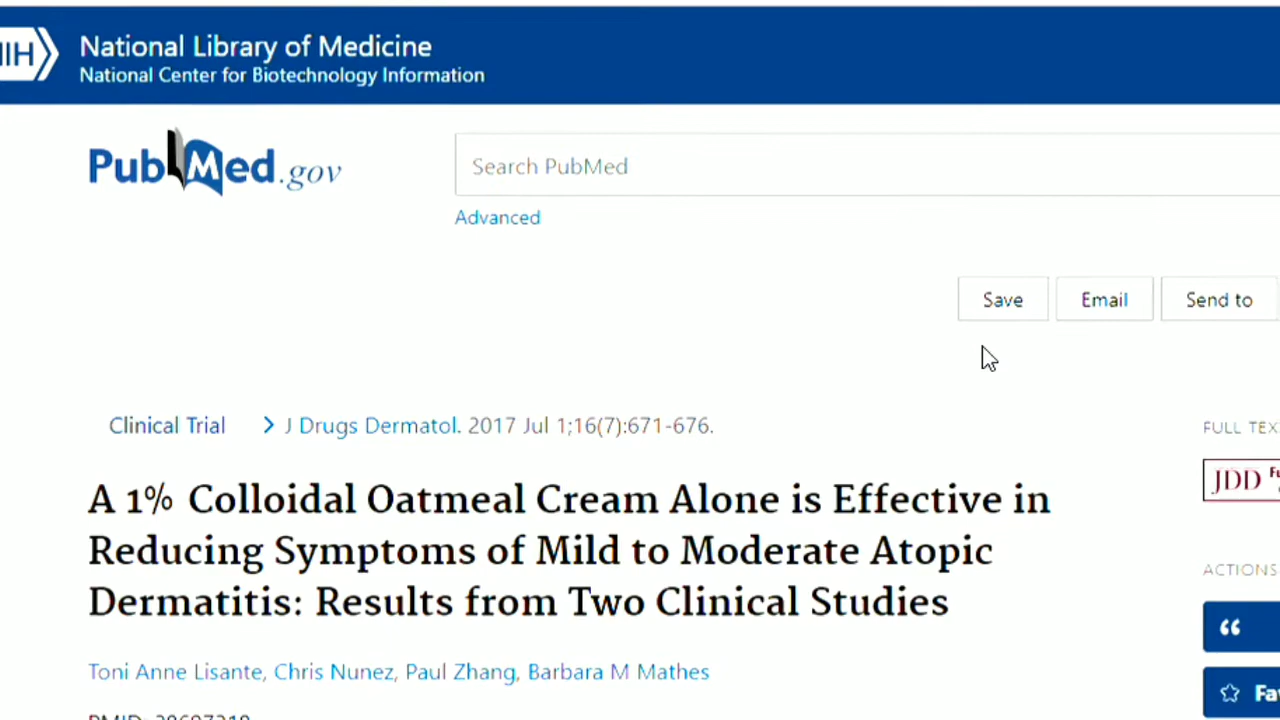 National Library of Medicine
National Center for Biotechnology Information
PubMed.gov
Search PubMed
Advanced
Save Email Send to
Clinical Trial > J Drugs Dermatol. 2017 Jul 1;16(7):671-676.
FULL TEX
A 1% Colloidal Oatmeal Cream Alone is Effective in
Reducing Symptoms of Mild to Moderate Atopic
Dermatitis: Results from Two Clinical Studies
JDD
ACTIONS
Toni Anne Lisante, Chris Nunez, Paul Zhang, Barbara M Mathes